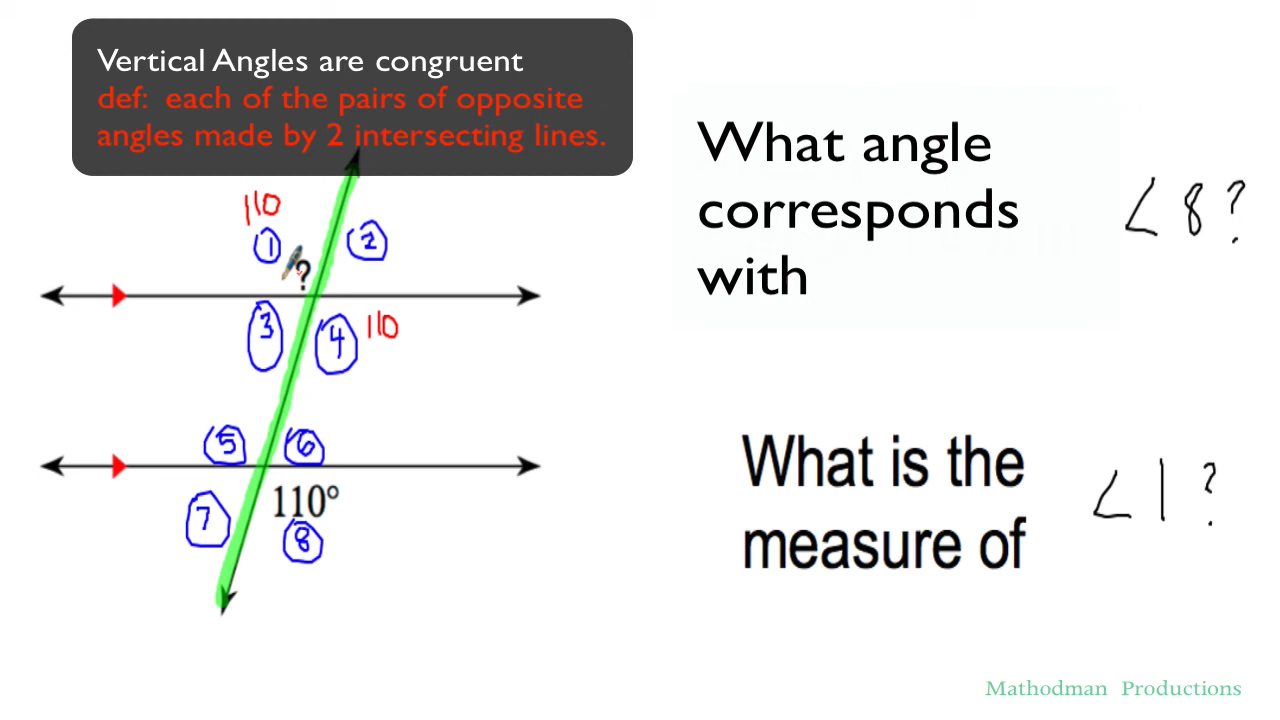 Vertical Angles are congruent
def: each of the pairs of opposite
angles made by 2 intersecting lines.
110
1
2
?
3
4
110
5
6
110°
7
8
What angle
corresponds
with
∠8?
What is the
measure of
∠1?
Mathodman Productions